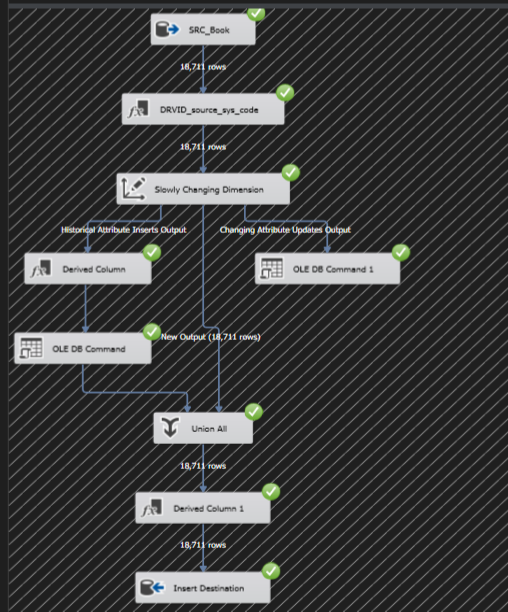 SRC_Book
18,711 rows
DRVID_source_sys_code
18,711 rows
Slowly Changing Dimension
Historical Attribute Inserts Output
Changing Attribute Updates Output
Derived Column
OLE DB Command 1
OLE DB Command
New Output (18,711 rows)
Union All
18,711 rows
Derived Column 1
18,711 rows
Insert Destination